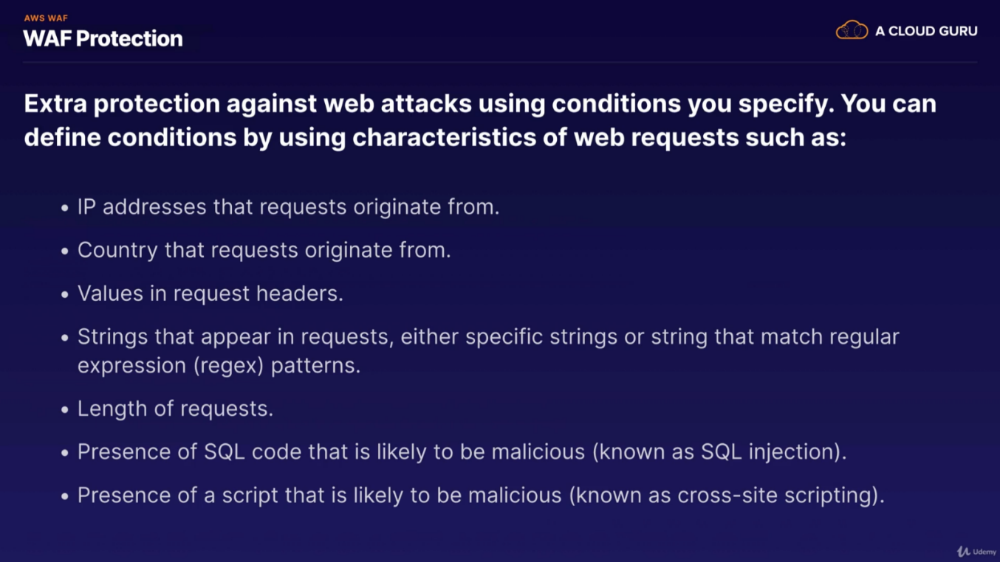 AWS WAF
WAF Protection
A CLOUD GURU
Extra protection against web attacks using conditions you specify. You can
define conditions by using characteristics of web requests such as:
• IP addresses that requests originate from.
• Country that requests originate from.
• Values in request headers.
• Strings that appear in requests, either specific strings or string that match regular
expression (regex) patterns.
• Length of requests.
• Presence of SQL code that is likely to be malicious (known as SQL injection).
• Presence of a script that is likely to be malicious (known as cross-site scripting).
Udemy